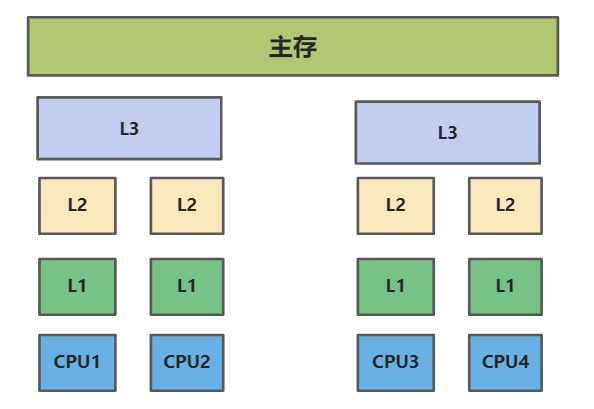 主存
L3 L3
L2 L2 L2 L2
L1 L1 L1 L1
CPU1 CPU2 CPU3 CPU4